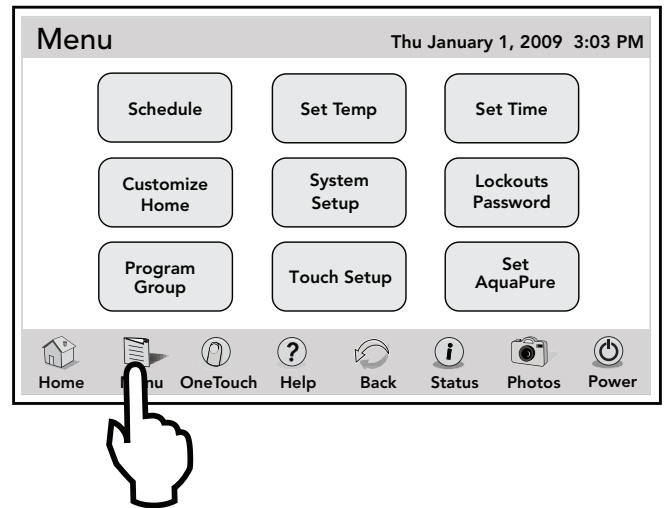 Menu Thu January 1, 2009 3:03 PM
Schedule Set Temp Set Time
Customize Home
System Setup
Lockouts Password
Program Group
Touch Setup
Set AquaPure
Home OneTouch Help Back Status Photos Power